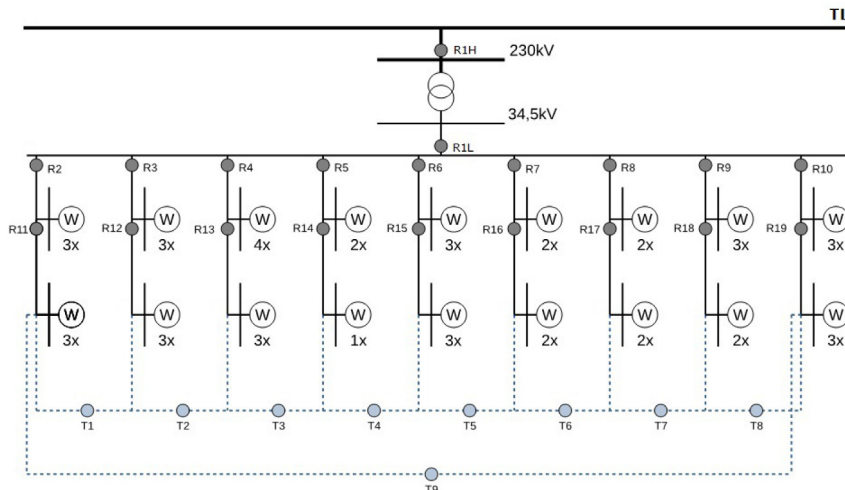 TL
R1H 230kV
34,5kV
R1L
R2 R3 R4 R5 R6 R7 R8 R9 R10
W W W W W W W W W
R11 R12 R13 R14 R15 R16 R17 R18 R19
3x 3x 4x 2x 3x 2x 2x 3x 3x
W W W W W W W W W
3x 3x 3x 1x 3x 2x 2x 2x 3x
T1 T2 T3 T4 T5 T6 T7 T8
T9